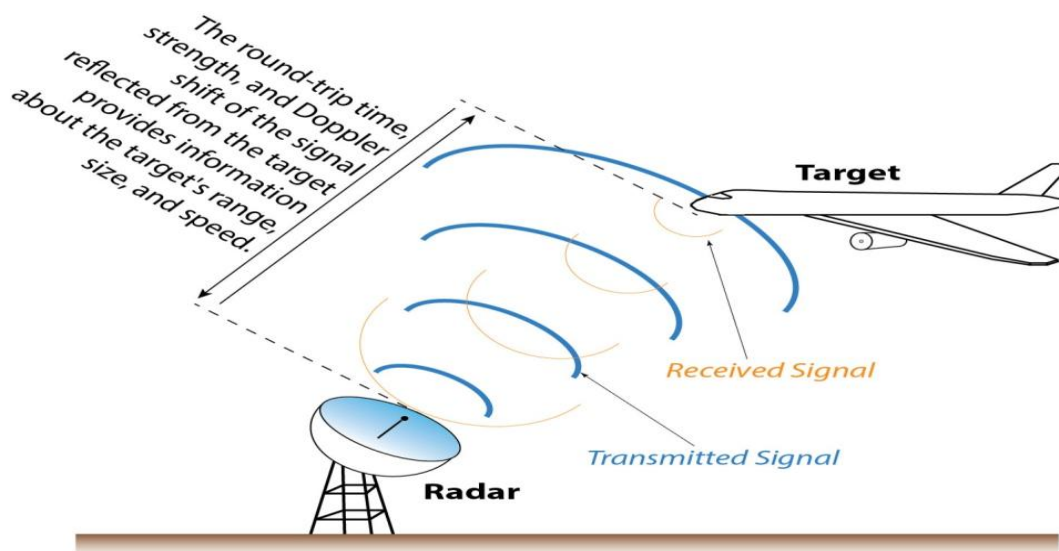 The round-trip time,
strength, and Doppler
shift of the signal
reflected from the target
provides information
about the target's range,
size, and speed.
Target
Received Signal
Transmitted Signal
Radar